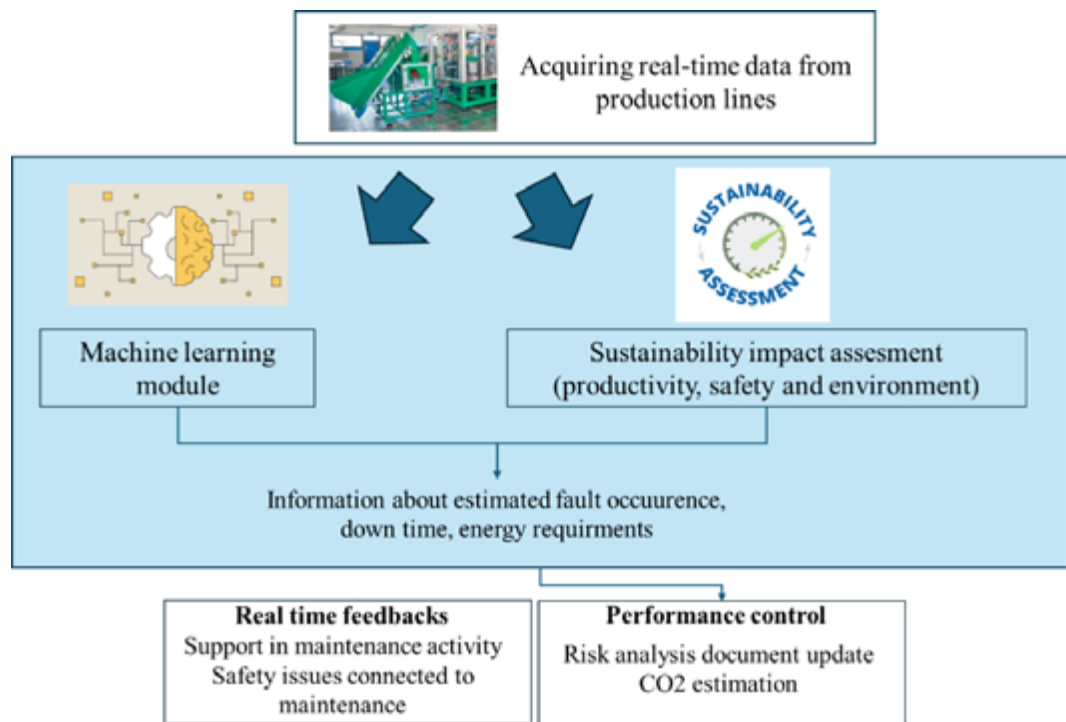 Acquiring real-time data from
production lines
SUSTAINABILITY
ASSESSMENT
Machine learning
module
Sustainability impact assesment
(productivity, safety and environment)
Information about estimated fault occuurence,
down time, energy requirments
Real time feedbacks
Support in maintenance activity
Safety issues connected to
maintenance
Performance control
Risk analysis document update
CO2 estimation